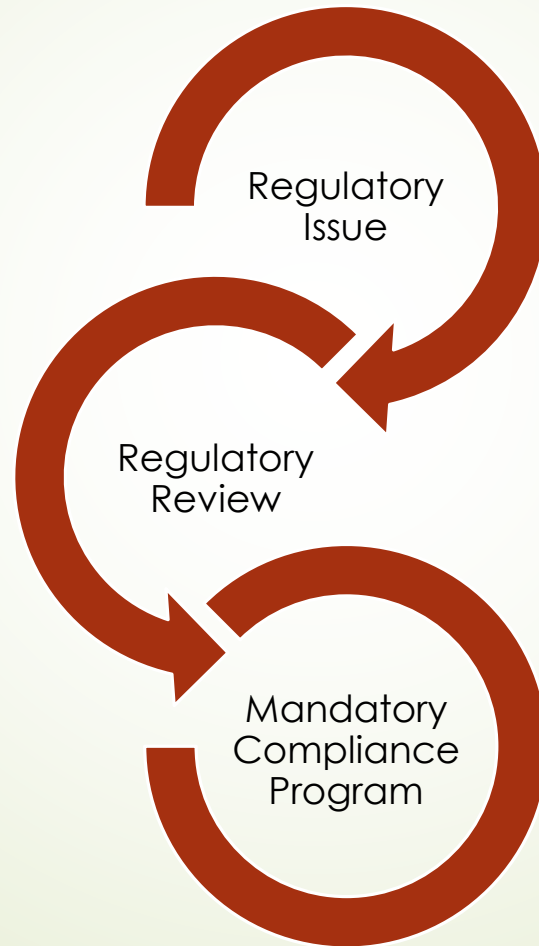 Regulatory
Issue
Regulatory
Review
Mandatory
Compliance
Program